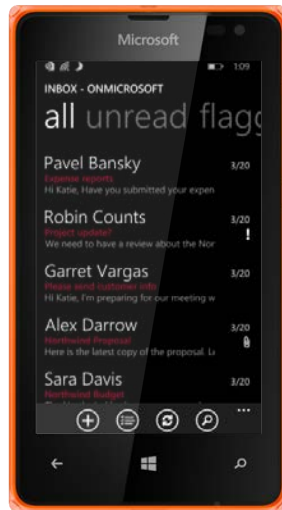 Microsoft
1:09
INBOX - ONMICROSOFT
all unread flagg
Pavel Bansky 3/20
Expense reports
Hi Katie, Have you submitted your expen
Robin Counts 3/20
Project update? !
We need to have a review about the Nor
Garret Vargas 3/20
Please send customer info
Hi Katie, I'm preparing for our meeting w
Alex Darrow 3/20
Northwind Proposal
Here is the latest copy of the proposal. Le
Sara Davis 3/20
Northwind Budget
...